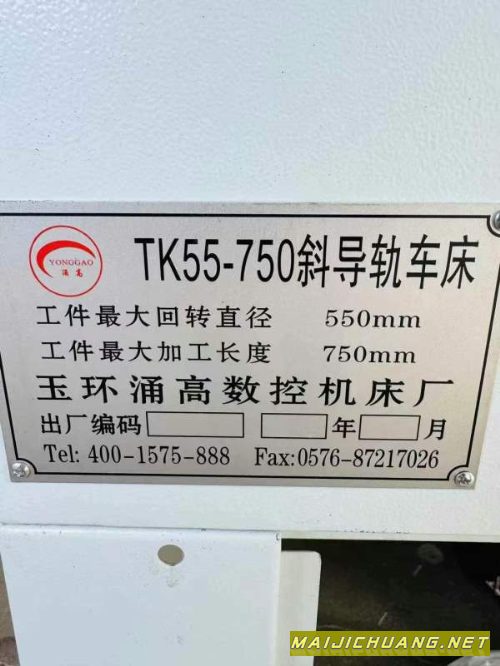 YONGGAO
涌高
TK55-750斜导轨车床
工件最大回转直径 550mm
工件最大加工长度 750mm
玉环涌高数控机床厂
出厂编码 年 月
Tel: 400-1575-888 Fax:0576-87217026
MAIJICHUANG.NET